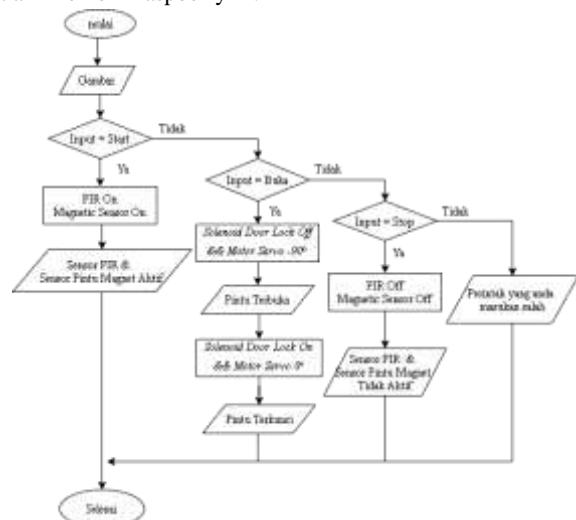 mulai
Gambar
Input = Start
Tidak
Ya
PIR On
Magnetic Sensor On
Sensor PIR &
Sensor Pintu Magnet Aktif
Input = Buka
Tidak
Ya
Solenoid Door Lock Off
&& Motor Servo -90°
Pintu Terbuka
Solenoid Door Lock On
&& Motor Servo 0°
Pintu Terkunci
Input = Stop
Tidak
Ya
PIR Off
Magnetic Sensor Off
Sensor PIR &
Sensor Pintu Magnet
Tidak Aktif
yang anda
masukan salah
Selesai